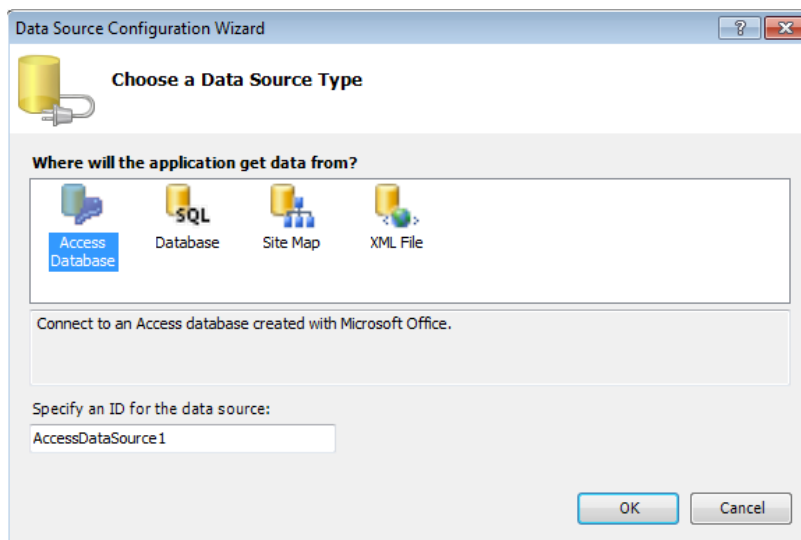 Data Source Configuration Wizard
Choose a Data Source Type
Where will the application get data from?
Access
Database
SQL
Database
Site Map
XML File
Connect to an Access database created with Microsoft Office.
Specify an ID for the data source:
AccessDataSource1
OK
Cancel